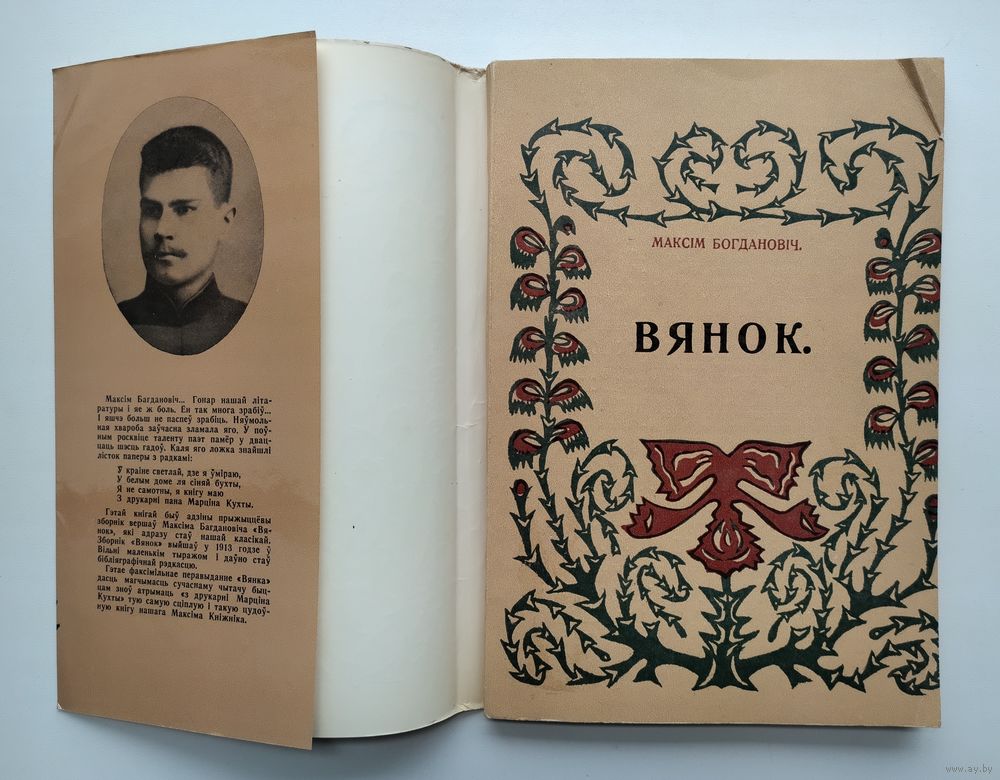 Максім Багдановіч... Гонар нашай літа-
ратуры і яе ж боль. Ён так многа зрабіў...
І яшчэ больш не паспеў зрабіць. Няўмоль-
ная хвароба заўчасна зламала яго. У поў-
ным росквіце таленту паэт памёр у двац-
цаць шэсць гадоў. Каля яго ложка знайшлі
лісток паперы з радкамі:
Ў краіне светлай, дзе я ўміраю,
У белым доме ля сіняй бухты,
Я не самотны, я кнігу маю
З друкарні пана Марціна Кухты.
Гэтай кнігай быў адзіны прыжыццёвы
зборнік вершаў Максіма Багдановіча «Вя-
нок», які адразу стаў нашай класікай.
Зборнік «Вянок» выйшаў у 1913 годзе ў
Вільні маленькім тыражом і даўно стаў
бібліяграфічнай рэдкасцю.
Гэтае факсімільнае перавыданне «Вянка»
дасць магчымасць сучаснаму чытачу быц-
цам зноў атрымаць «з друкарні Марціна
Кухты» тую самую сціплую і такую цудоў-
ную кнігу нашага Максіма Кніжніка.
МАКСІМ БОГДАНОВІЧ.
ВЯНОК.
www.ay.by